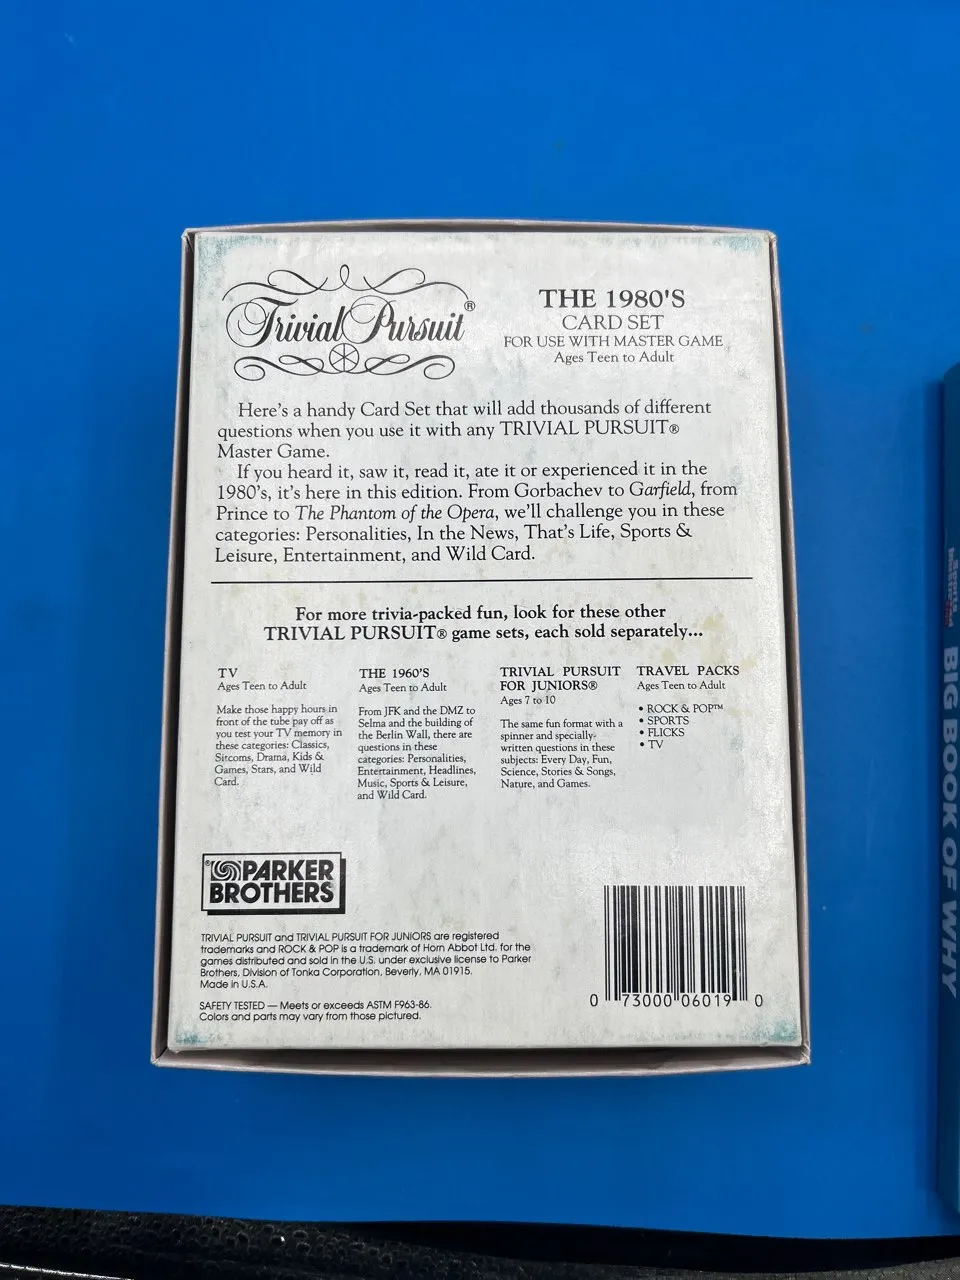 Trivial Pursuit®
THE 1980'S
CARD SET
FOR USE WITH MASTER GAME
Ages Teen to Adult
Here's a handy Card Set that will add thousands of different
questions when you use it with any TRIVIAL PURSUIT®
Master Game.
If you heard it, saw it, read it, ate it or experienced it in the
1980's, it's here in this edition. From Gorbachev to Garfield, from
Prince to The Phantom of the Opera, we'll challenge you in these
categories: Personalities, In the News, That's Life, Sports &
Leisure, Entertainment, and Wild Card.
For more trivia-packed fun, look for these other
TRIVIAL PURSUIT® game sets, each sold separately...
TV
Ages Teen to Adult
Make those happy hours in
front of the tube pay off as
you test your TV memory in
these categories: Classics,
Sitcoms, Drama, Kids &
Games, Stars, and Wild
Card.
THE 1960'S
Ages Teen to Adult
From JFK and the DMZ to
Selma and the building of
the Berlin Wall, there are
questions in these
categories: Personalities,
Entertainment, Headlines,
Music, Sports & Leisure,
and Wild Card.
TRIVIAL PURSUIT
FOR JUNIORS®
Ages 7 to 10
The same fun format with a
spinner and specially-
written questions in these
subjects: Every Day, Fun,
Science, Stories & Songs,
Nature, and Games.
TRAVEL PACKS
Ages Teen to Adult
• ROCK & POP™
• SPORTS
• FLICKS
• TV
®PARKER
BROTHERS
TRIVIAL PURSUIT and TRIVIAL PURSUIT FOR JUNIORS are registered
trademarks and ROCK & POP is a trademark of Horn Abbot Ltd. for the
games distributed and sold in the U.S. under exclusive license to Parker
Brothers, Division of Tonka Corporation, Beverly, MA 01915.
Made in U.S.A.
SAFETY TESTED — Meets or exceeds ASTM F963-86.
Colors and parts may vary from those pictured.
0 73000 06019 0
BIG BOOK OF WHY